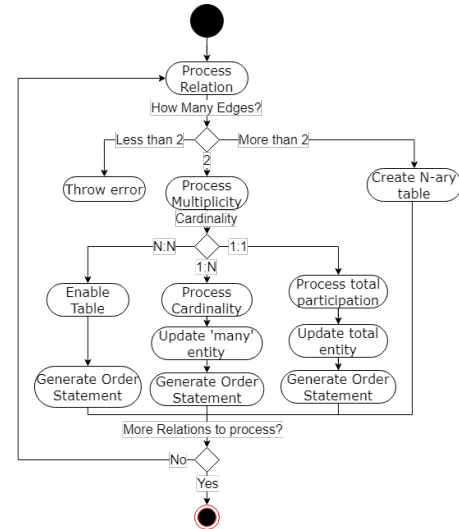 Process
Relation
How Many Edges?
Less than 2
More than 2
2
Throw error
Process
Multiplicity
Create N-ary
table
Cardinality
N:N
1:1
1:N
Enable
Table
Process
Cardinality
Process total
participation
Update 'many'
entity
Update total
entity
Generate Order
Statement
Generate Order
Statement
Generate Order
Statement
More Relations to process?
No
Yes